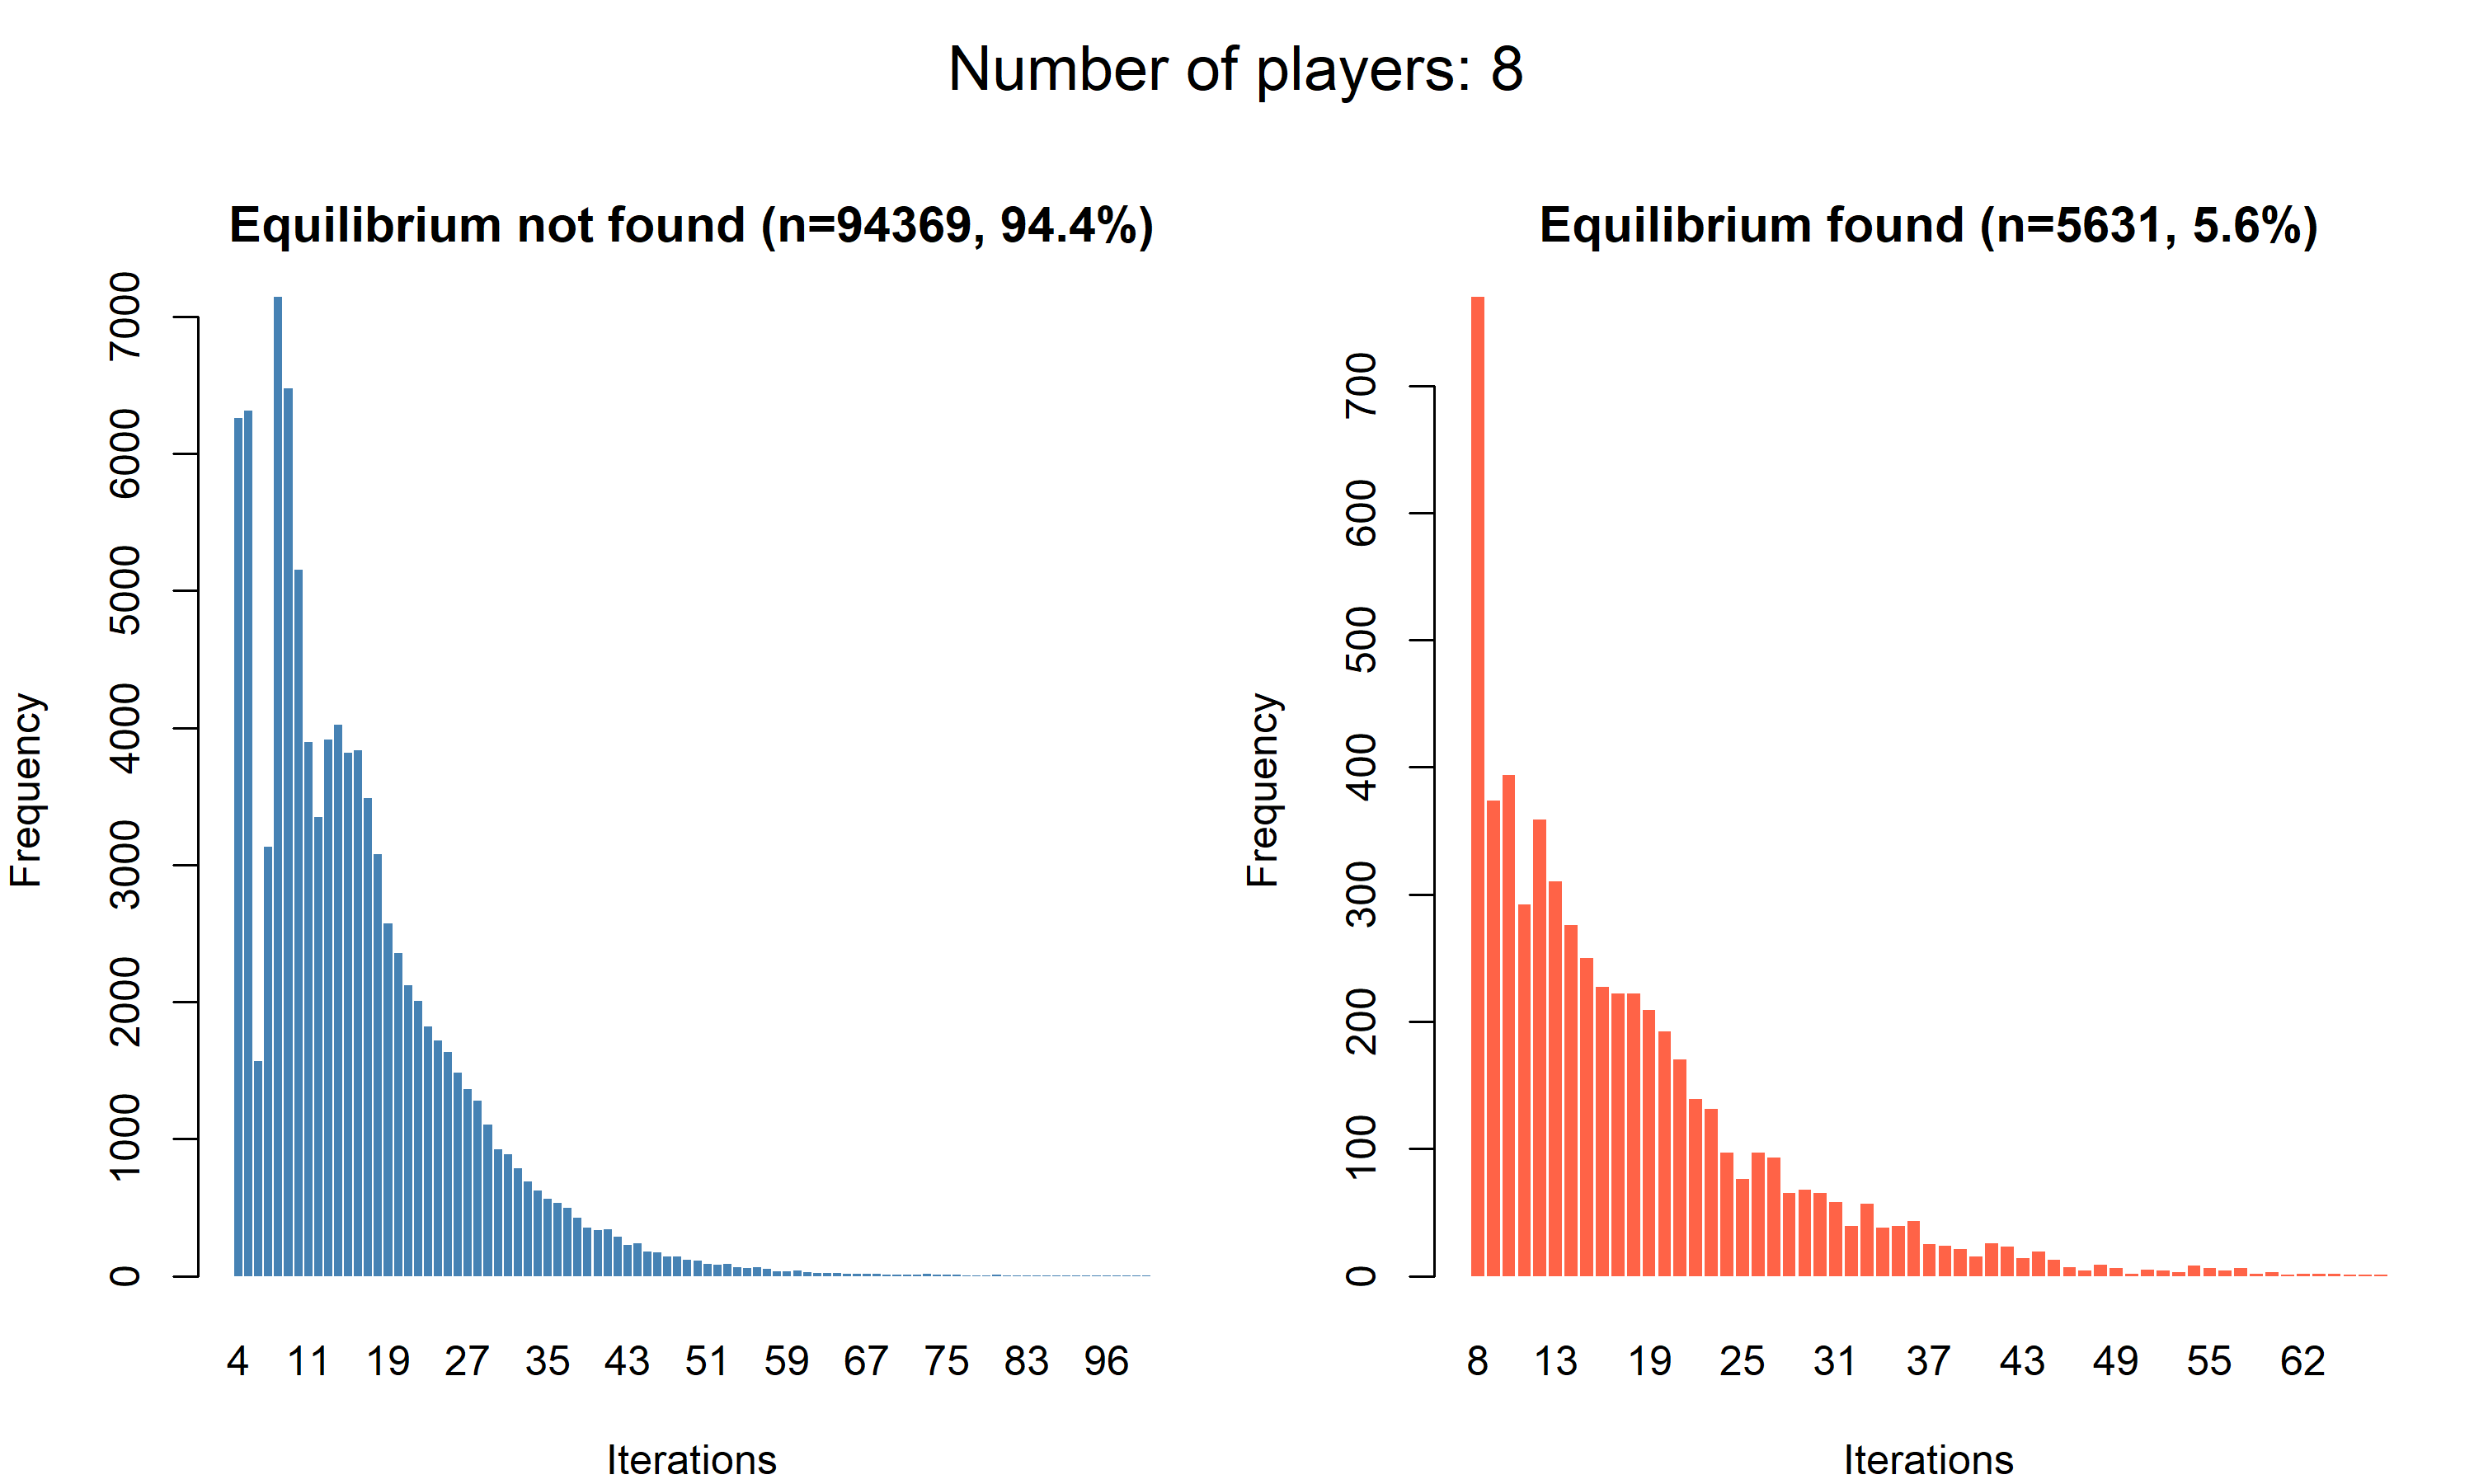 Number of players: 8
Equilibrium not found (n=94369, 94.4%)
Frequency
7000
6000
5000
4000
3000
2000
1000
0
4 11 19 27 35 43 51 59 67 75 83 96
Iterations
Equilibrium found (n=5631, 5.6%)
Frequency
700
600
500
400
300
200
100
0
8 13 19 25 31 37 43 49 55 62
Iterations